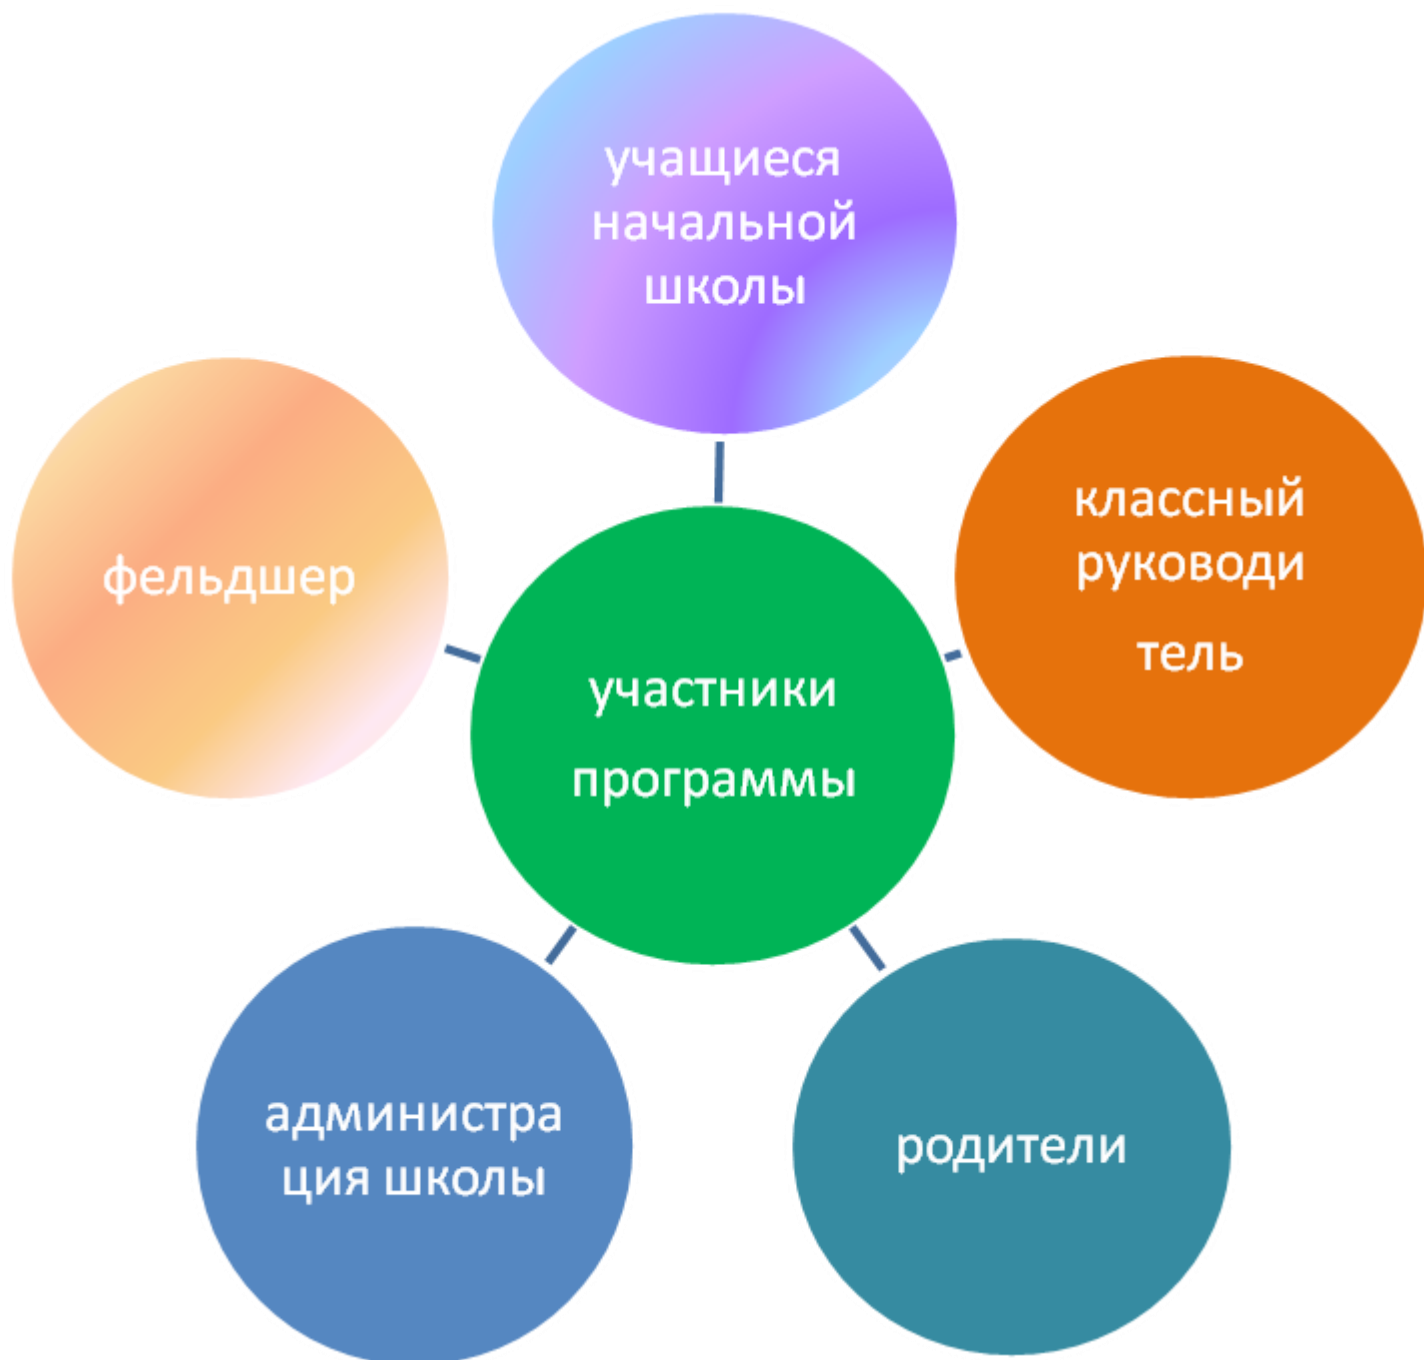 учащиеся
начальной
школы
классный
руководи
тель
фельдшер
участники
программы
администра
ция школы
родители